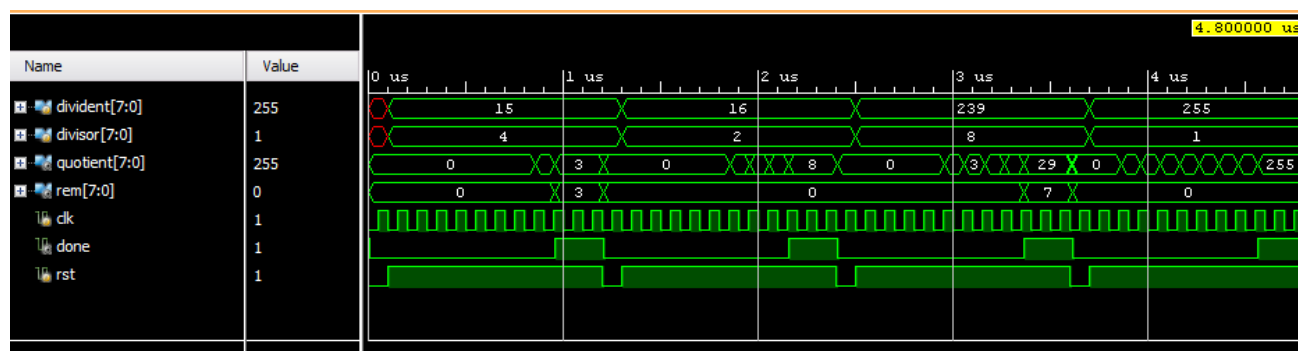 4.800000 us
Name Value
0 us 1 us 2 us 3 us 4 us
divident[7:0] 255 15 16 239 255
divisor[7:0] 1 4 2 8 1
quotient[7:0] 255 0 3 0 8 0 3 29 0 255
rem[7:0] 0 0 3 0 7 0
clk 1
done 1
rst 1